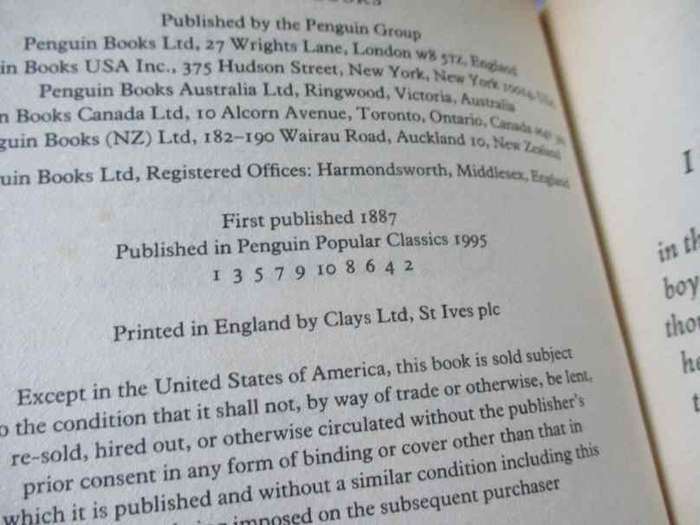 Published by the Penguin Group
Penguin Books Ltd, 27 Wrights Lane, London W8 5TZ, England
in Books USA Inc., 375 Hudson Street, New York, New York 10014, USA
Penguin Books Australia Ltd, Ringwood, Victoria, Australia
n Books Canada Ltd, 10 Alcorn Avenue, Toronto, Ontario, Canada
guin Books (NZ) Ltd, 182–190 Wairau Road, Auckland 10, New Zealand
uin Books Ltd, Registered Offices: Harmondsworth, Middlesex, England
First published 1887
Published in Penguin Popular Classics 1995
1 3 5 7 9 10 8 6 4 2
Printed in England by Clays Ltd, St Ives plc
Except in the United States of America, this book is sold subject
o the condition that it shall not, by way of trade or otherwise, be lent,
re-sold, hired out, or otherwise circulated without the publisher's
prior consent in any form of binding or cover other than that in
which it is published and without a similar condition including this
imposed on the subsequent purchaser
I
in th
boy
tho
he
t